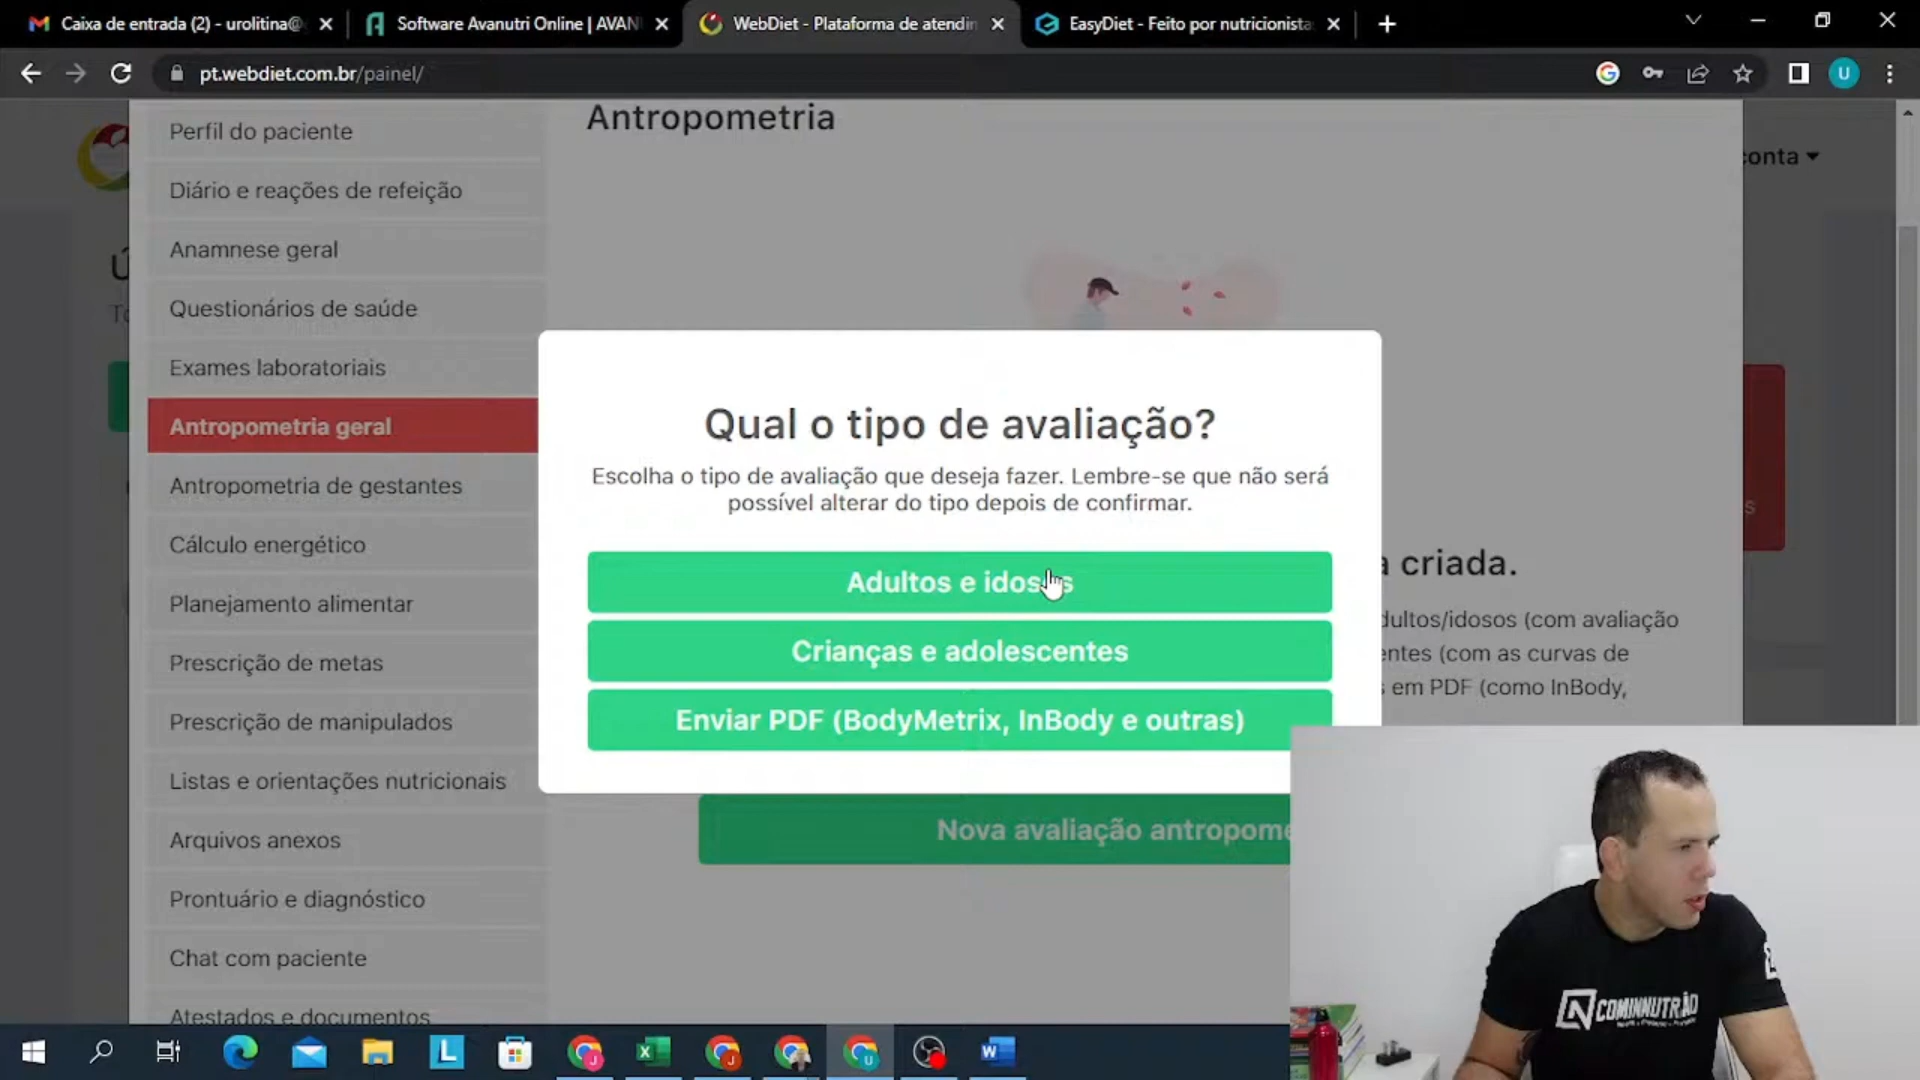 Caixa de entrada (2) - urolitina@
Software Avanutri Online | AVAN
WebDiet - Plataforma de atendin
EasyDiet - Feito por nutricionista
pt.webdiet.com.br/painel/
U
Antropometria
Perfil do paciente
conta
Diário e reações de refeição
Anamnese geral
Questionários de saúde
Exames laboratoriais
Antropometria geral
Antropometria de gestantes
Cálculo energético
Planejamento alimentar
Prescrição de metas
Prescrição de manipulados
Listas e orientações nutricionais
Arquivos anexos
Prontuário e diagnóstico
Chat com paciente
Atestados e documentos
Qual o tipo de avaliação?
Escolha o tipo de avaliação que deseja fazer. Lembre-se que não será
possível alterar do tipo depois de confirmar.
Adultos e idosos
Crianças e adolescentes
Enviar PDF (BodyMetrix, InBody e outras)
a criada.
dultos/idosos (com avaliação
entes (com as curvas de
s em PDF (como InBody,
Nova avaliação antropomé
COMINNUTRIÇÃO